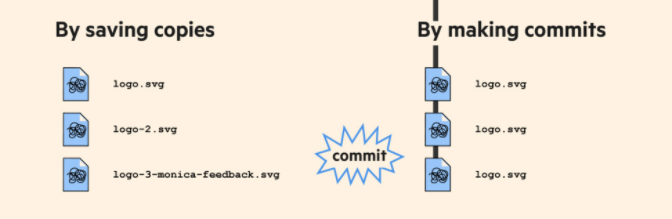 By saving copies
logo.svg
logo-2.svg
logo-3-monica-feedback.svg
commit
By making commits
logo.svg
logo.svg
logo.svg